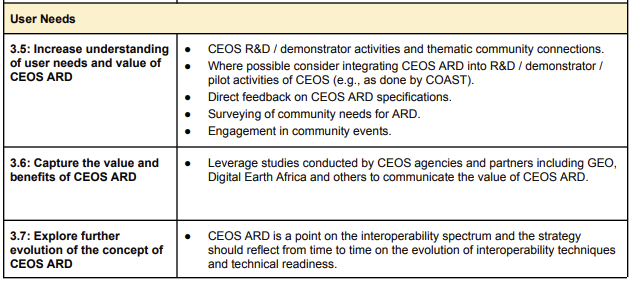 User Needs
3.5: Increase understanding
of user needs and value of
CEOS ARD
● CEOS R&D / demonstrator activities and thematic community connections.
● Where possible consider integrating CEOS ARD into R&D / demonstrator /
pilot activities of CEOS (e.g., as done by COAST).
● Direct feedback on CEOS ARD specifications.
● Surveying of community needs for ARD.
● Engagement in community events.
3.6: Capture the value and
benefits of CEOS ARD
● Leverage studies conducted by CEOS agencies and partners including GEO,
Digital Earth Africa and others to communicate the value of CEOS ARD.
3.7: Explore further
evolution of the concept of
CEOS ARD
● CEOS ARD is a point on the interoperability spectrum and the strategy
should reflect from time to time on the evolution of interoperability techniques
and technical readiness.